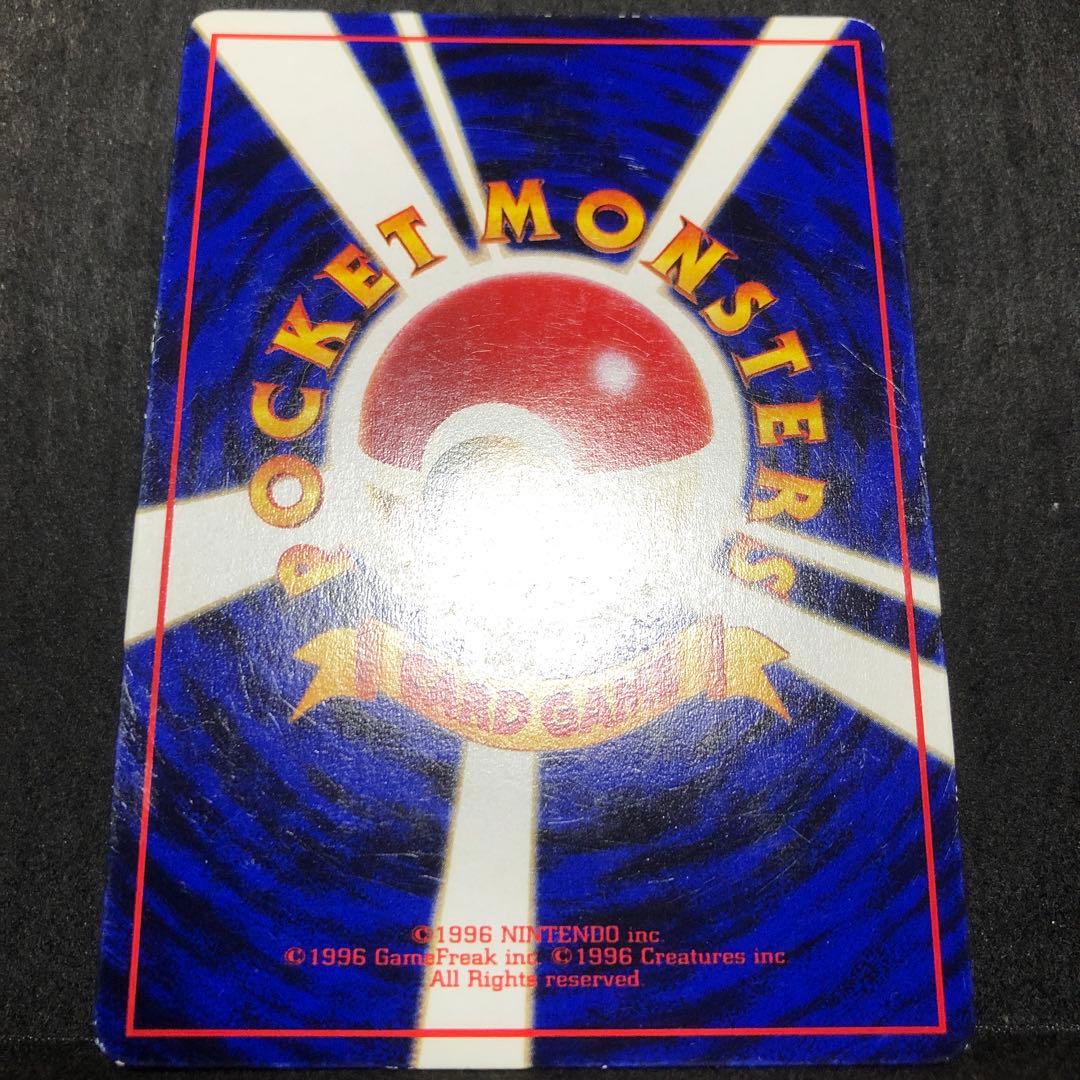 POCKET MONSTERS
CARD GAME
©1996 NINTENDO inc.
©1996 GameFreak inc. ©1996 Creatures inc.
All Rights reserved.